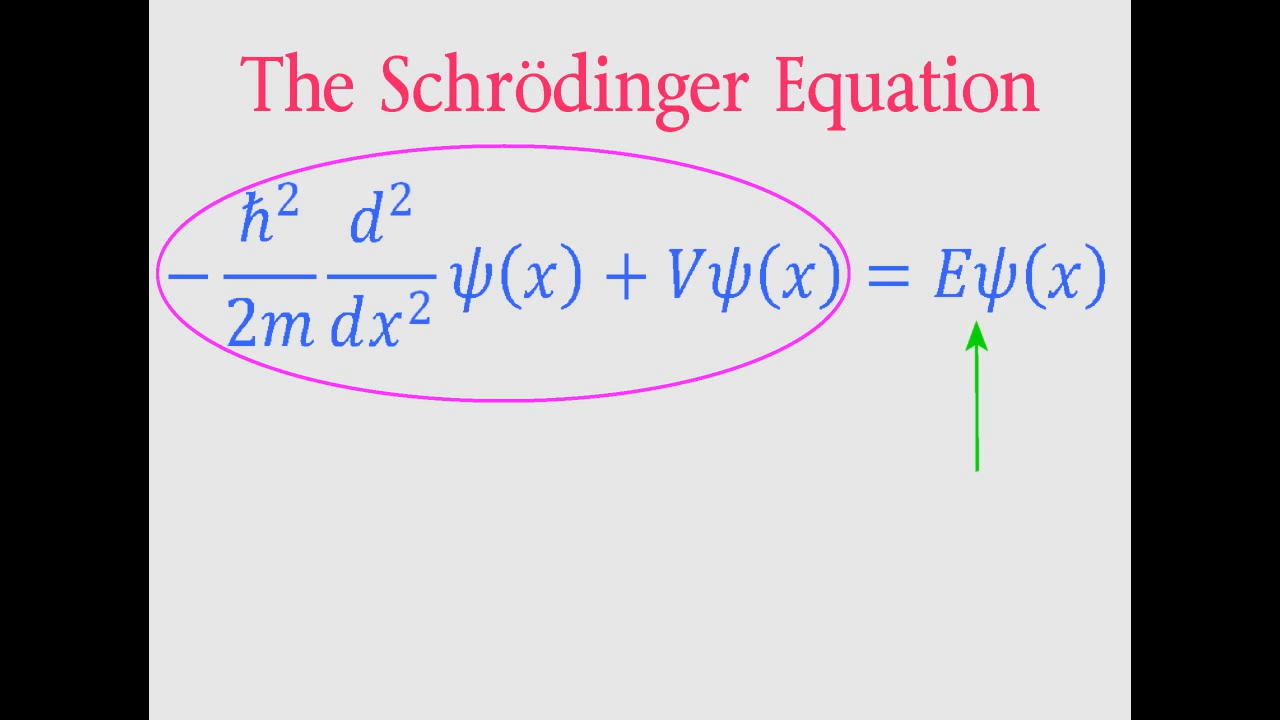 The Schrödinger Equation
−ħ²/2m d²/dx² ψ(x) + Vψ(x) = Eψ(x)